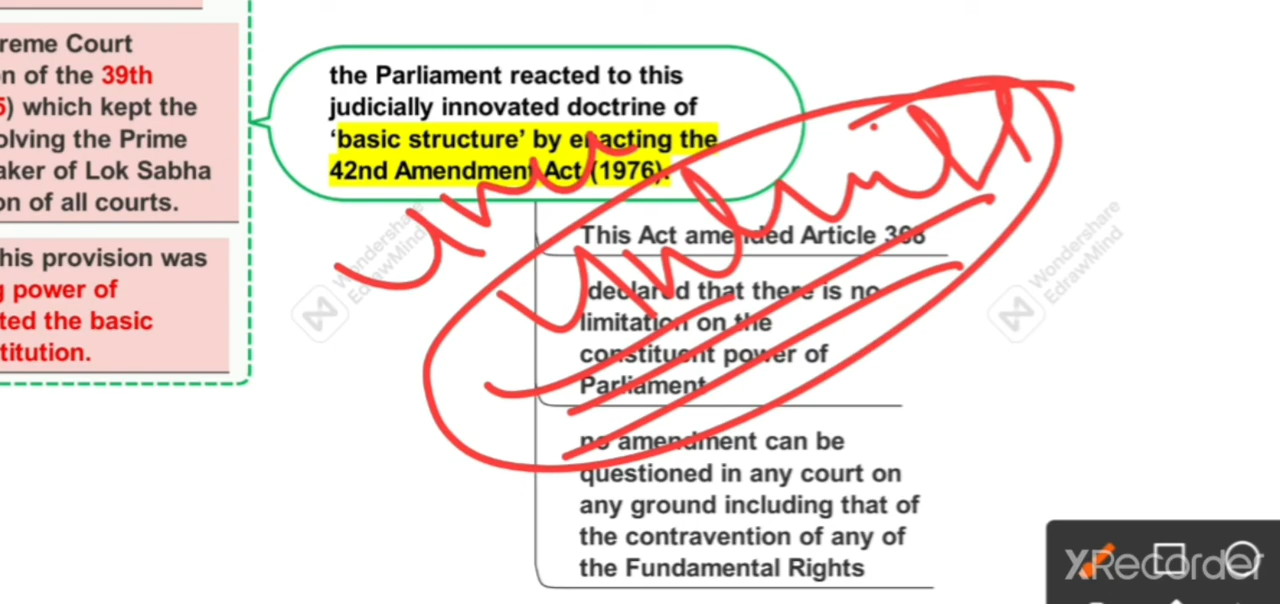 reme Court
n of the 39th
5) which kept the
olving the Prime
aker of Lok Sabha
on of all courts.
his provision was
g power of
ted the basic
titution.
the Parliament reacted to this
judicially innovated doctrine of
‘basic structure’ by enacting the
42nd Amendment Act (1976).
This Act amended Article 368
declared that there is no
limitation on the
constituent power of
Parliament
no amendment can be
questioned in any court on
any ground including that of
the contravention of any of
the Fundamental Rights
Wondershare
EdrawMind
Wondershare
EdrawMind
XRecorder